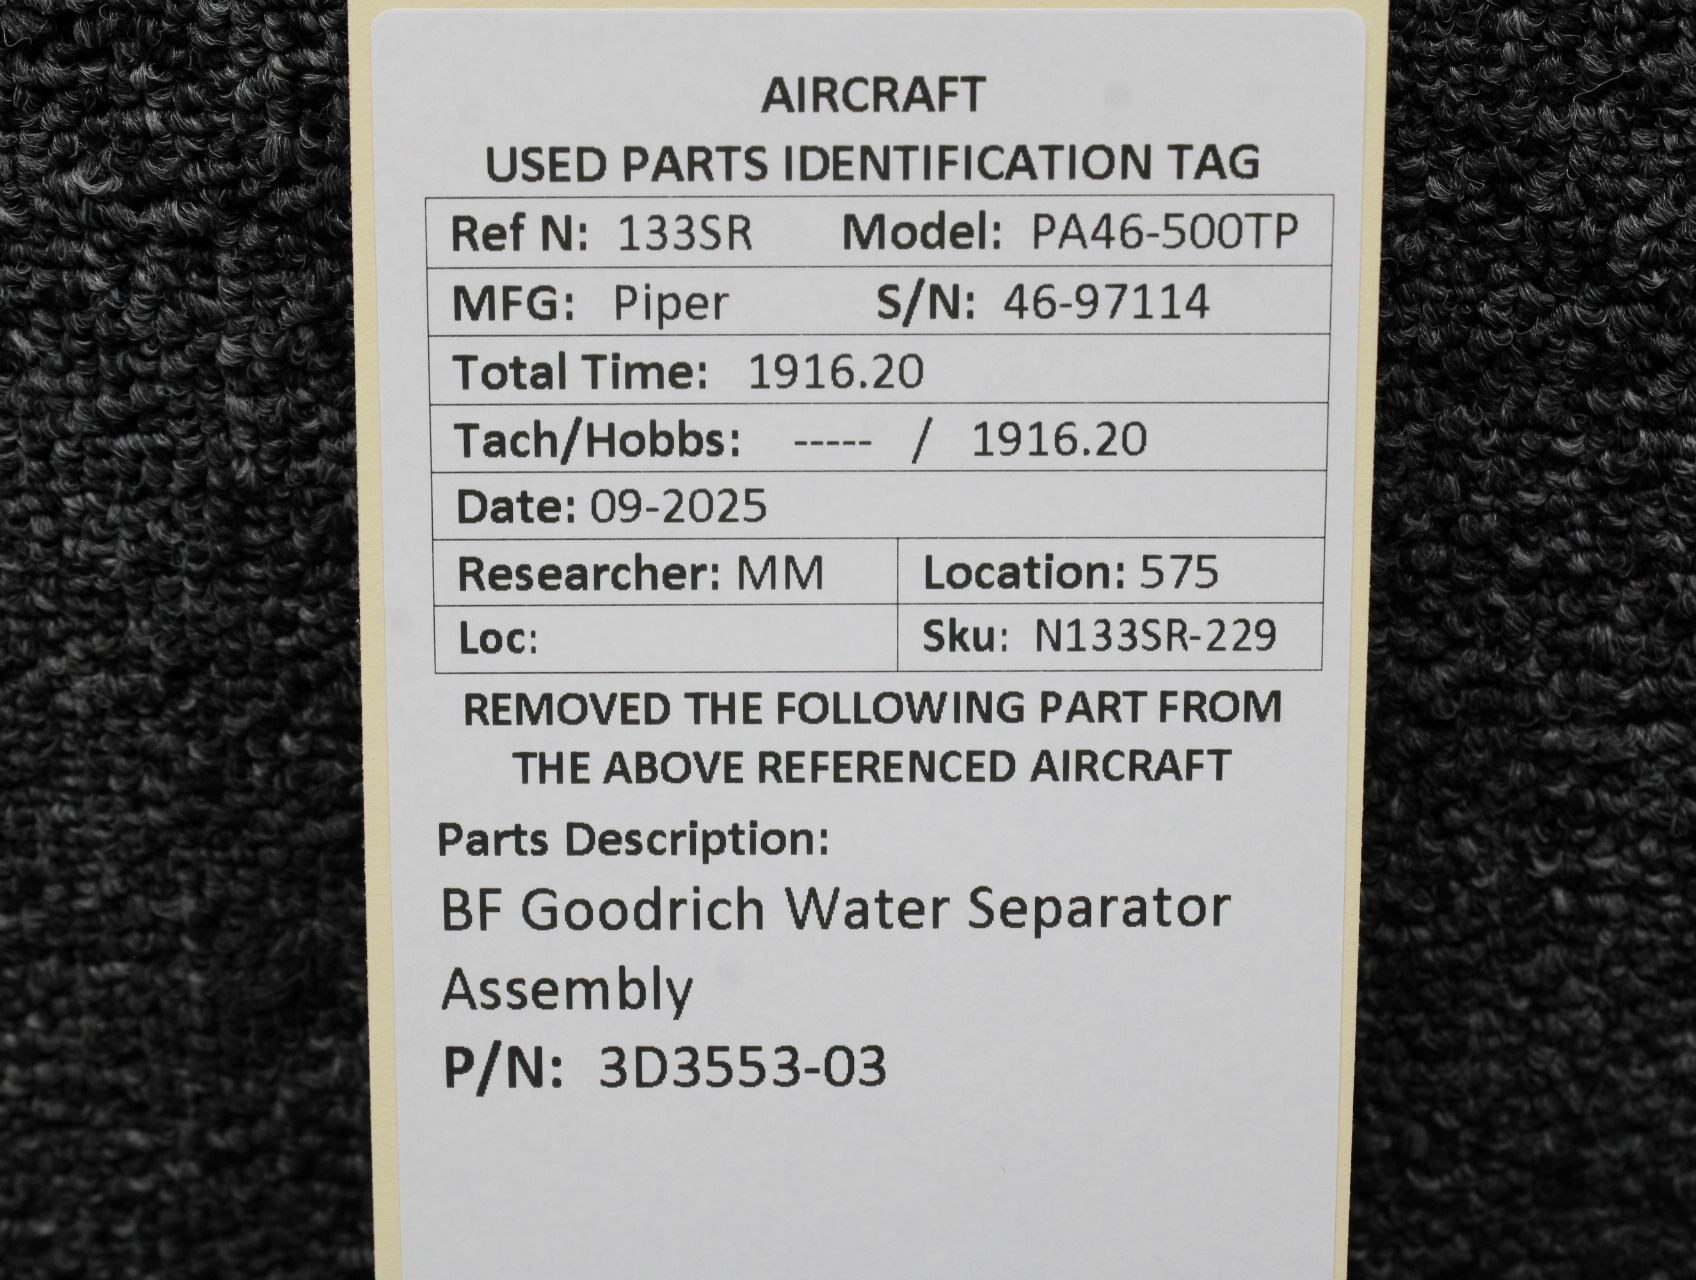 AIRCRAFT
USED PARTS IDENTIFICATION TAG
Ref N: 133SR Model: PA46-500TP
MFG: Piper S/N: 46-97114
Total Time: 1916.20
Tach/Hobbs: ----- / 1916.20
Date: 09-2025
Researcher: MM Location: 575
Loc: Sku: N133SR-229
REMOVED THE FOLLOWING PART FROM
THE ABOVE REFERENCED AIRCRAFT
Parts Description:
BF Goodrich Water Separator
Assembly
P/N: 3D3553-03